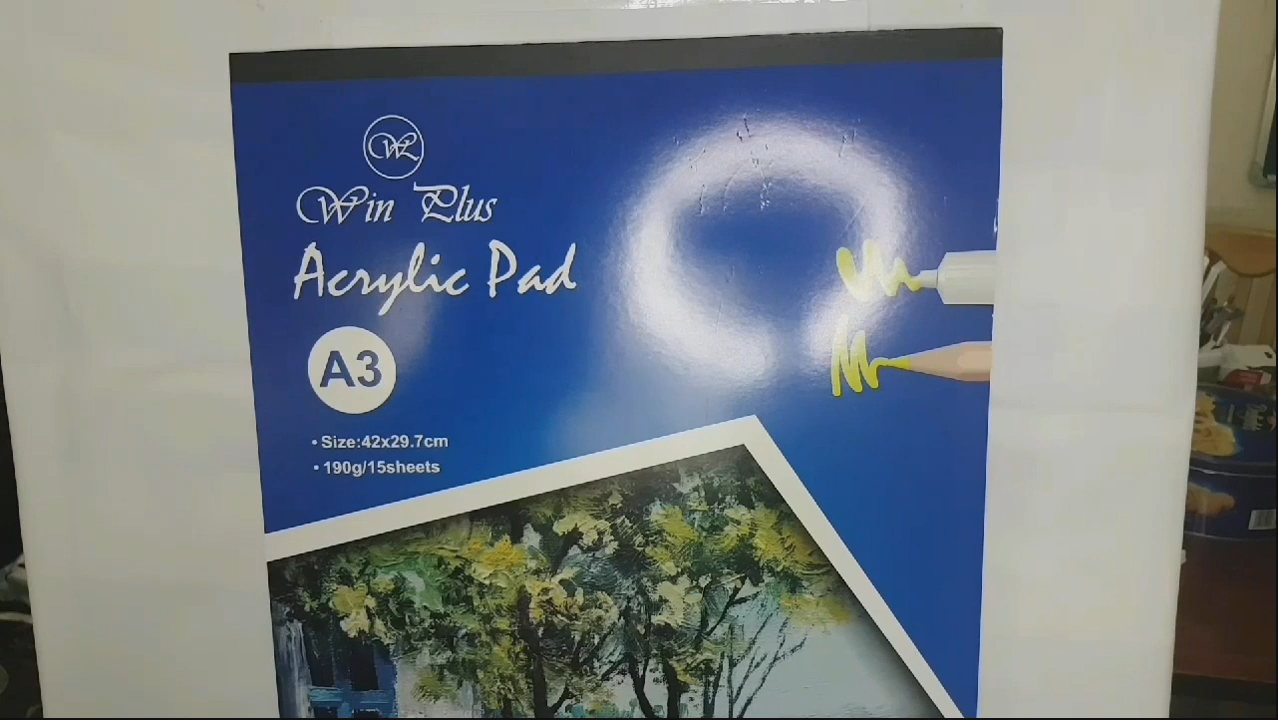 W
Win Plus
Acrylic Pad
A3
• Size:42x29.7cm
• 190g/15sheets